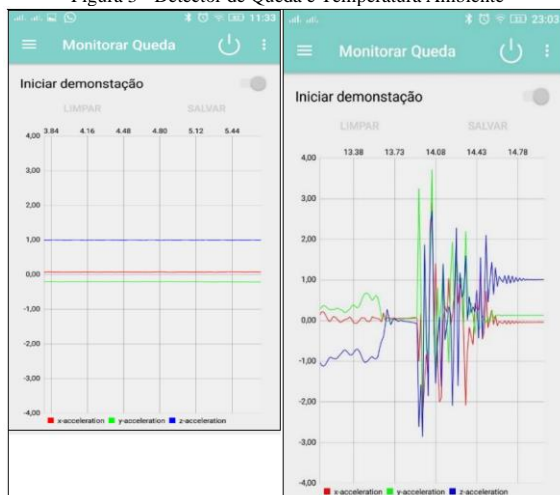 Figura 3 - Detector de Queda e Temperatura Ambiente
11:33
Monitorar Queda
Iniciar demonstação
LIMPAR
SALVAR
3.84 4.16 4.48 4.80 5.12 5.44
4,00
3,00
2,00
1,00
0,00
-1,00
-2,00
-3,00
-4,00
x-acceleration y-acceleration z-acceleration
23:03
Monitorar Queda
Iniciar demonstação
LIMPAR
SALVAR
13.38 13.73 14.08 14.43 14.78
4,00
3,00
2,00
1,00
0,00
-1,00
-2,00
-3,00
-4,00
x-acceleration y-acceleration z-acceleration